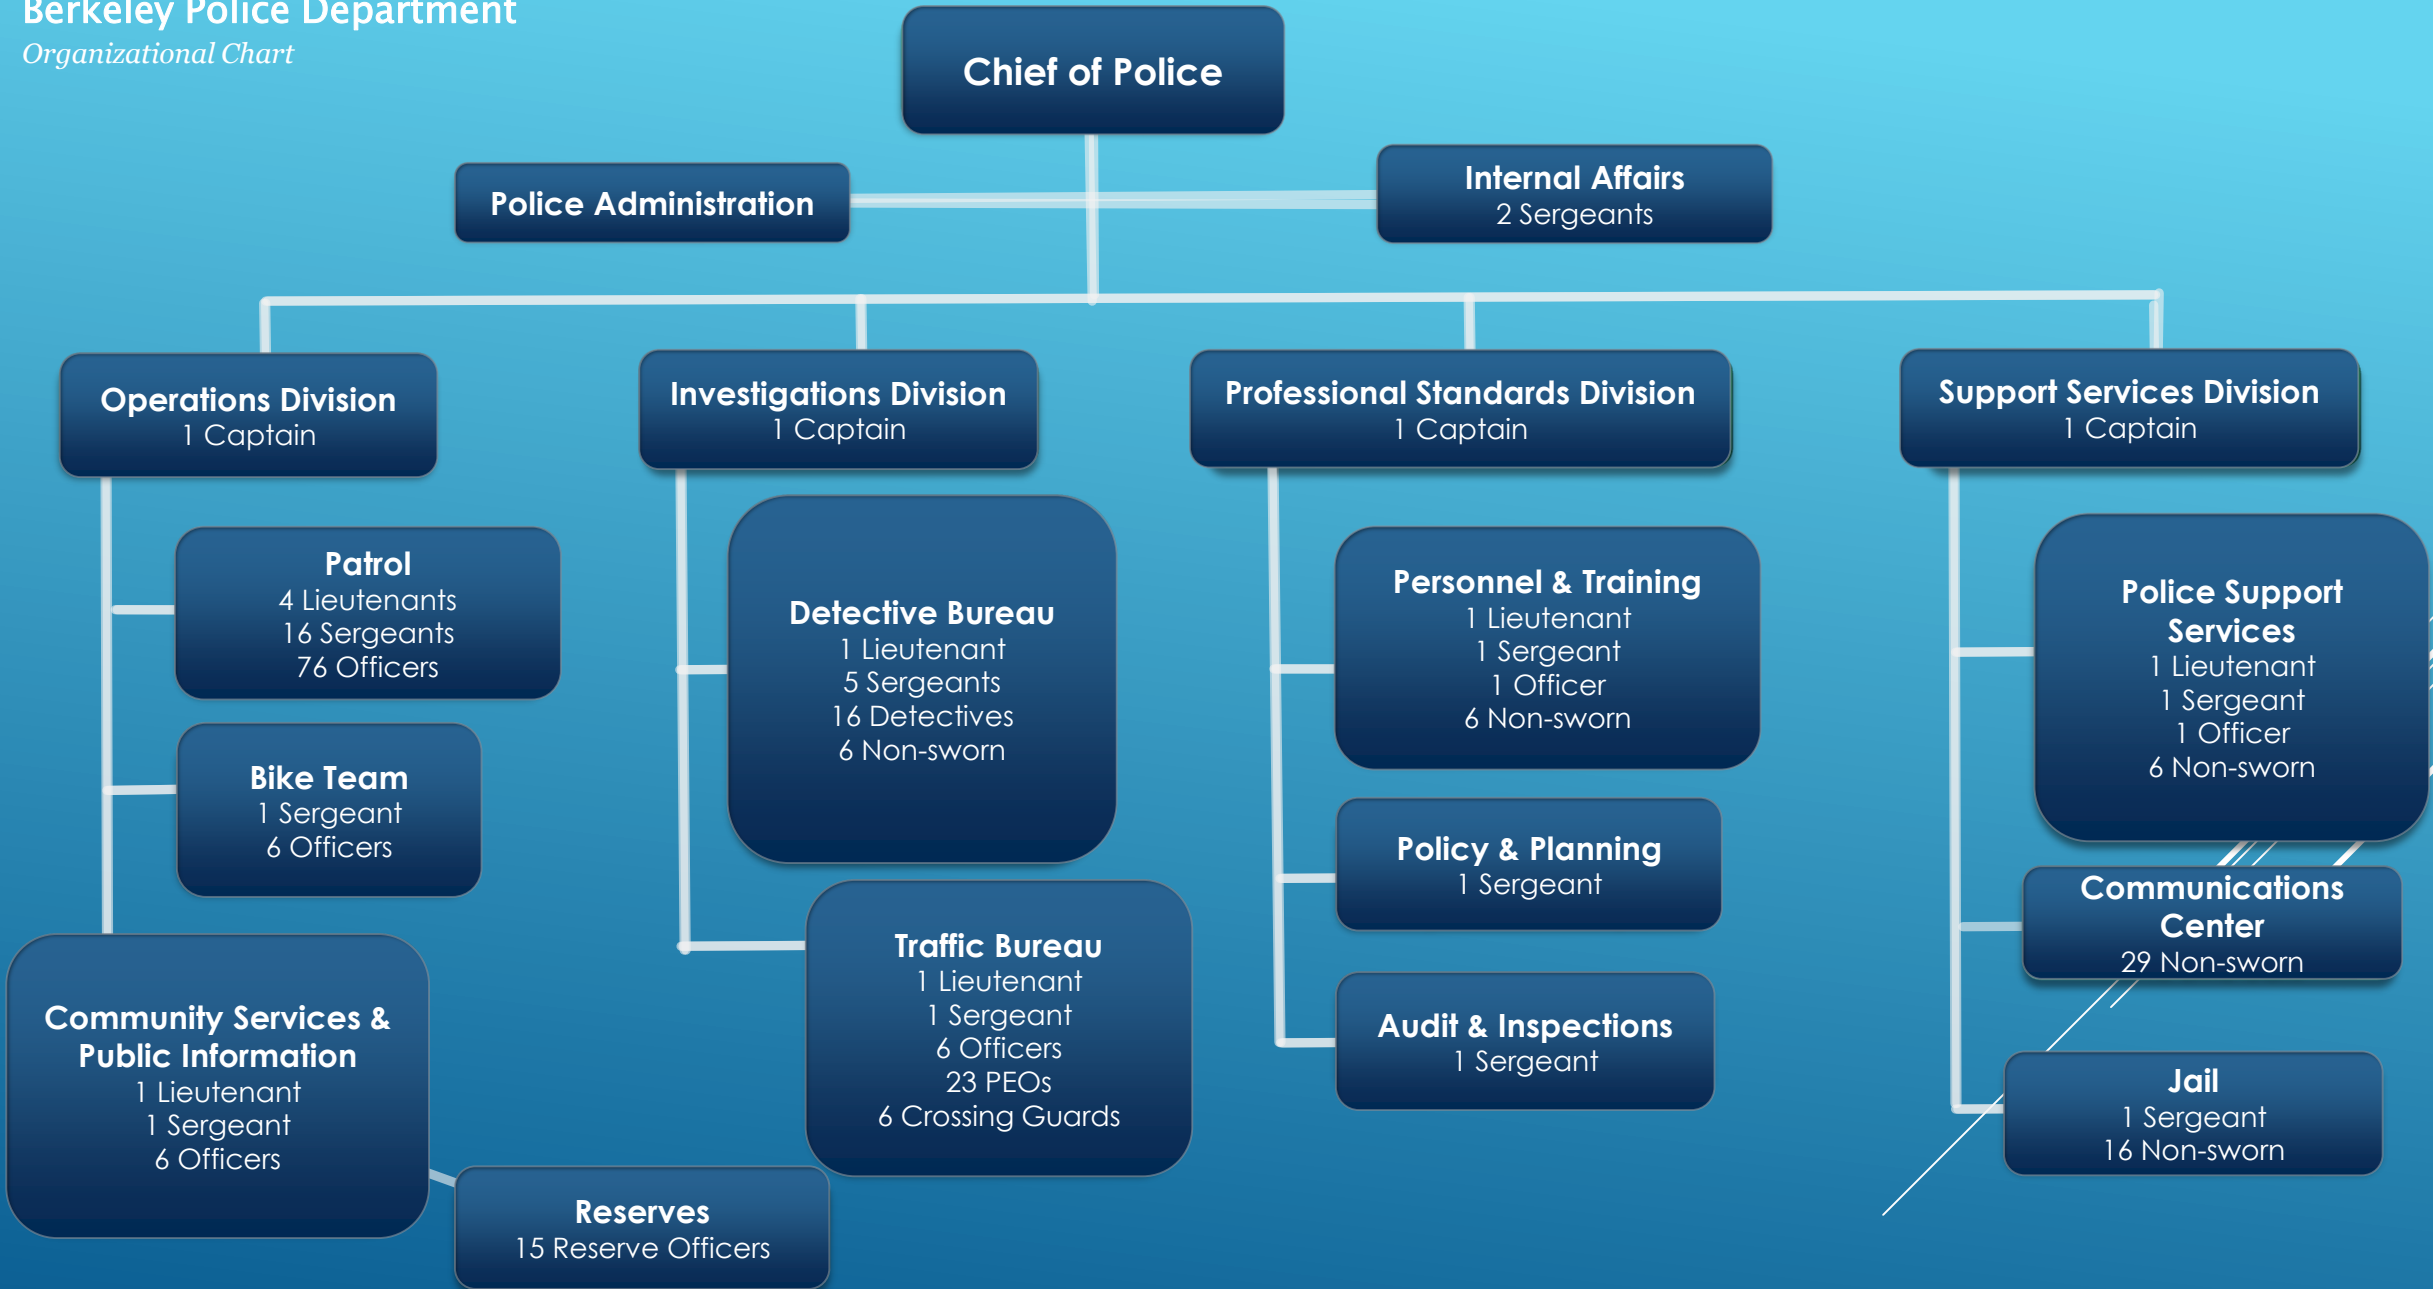 Berkeley Police Department
Organizational Chart
Chief of Police
Police Administration
Internal Affairs
2 Sergeants
Operations Division
1 Captain
Patrol
4 Lieutenants
16 Sergeants
76 Officers
Bike Team
1 Sergeant
6 Officers
Community Services &
Public Information
1 Lieutenant
1 Sergeant
6 Officers
Reserves
15 Reserve Officers
Investigations Division
1 Captain
Detective Bureau
1 Lieutenant
5 Sergeants
16 Detectives
6 Non-sworn
Traffic Bureau
1 Lieutenant
1 Sergeant
6 Officers
23 PEOs
6 Crossing Guards
Professional Standards Division
1 Captain
Personnel & Training
1 Lieutenant
1 Sergeant
1 Officer
6 Non-sworn
Policy & Planning
1 Sergeant
Audit & Inspections
1 Sergeant
Support Services Division
1 Captain
Police Support
Services
1 Lieutenant
1 Sergeant
1 Officer
6 Non-sworn
Communications
Center
29 Non-sworn
Jail
1 Sergeant
16 Non-sworn